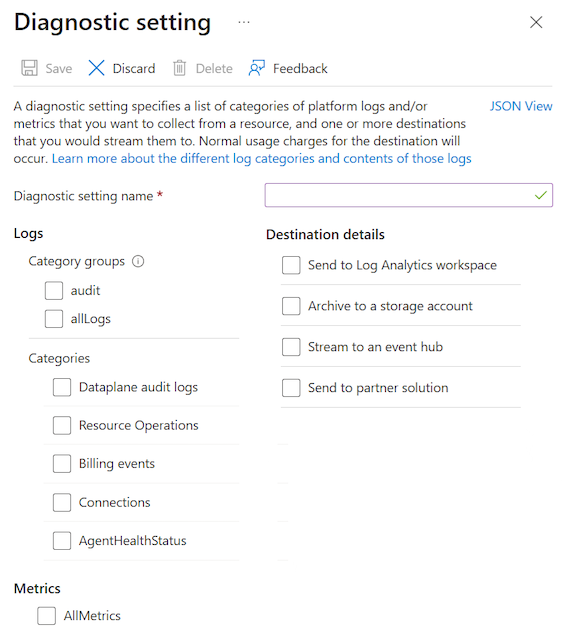 Diagnostic setting ...
Save Discard Delete Feedback
A diagnostic setting specifies a list of categories of platform logs and/or
metrics that you want to collect from a resource, and one or more destinations
that you would stream them to. Normal usage charges for the destination will
occur. Learn more about the different log categories and contents of those logs
JSON View
Diagnostic setting name *
Logs
Category groups
audit
allLogs
Categories
Dataplane audit logs
Resource Operations
Billing events
Connections
AgentHealthStatus
Metrics
AllMetrics
Destination details
Send to Log Analytics workspace
Archive to a storage account
Stream to an event hub
Send to partner solution